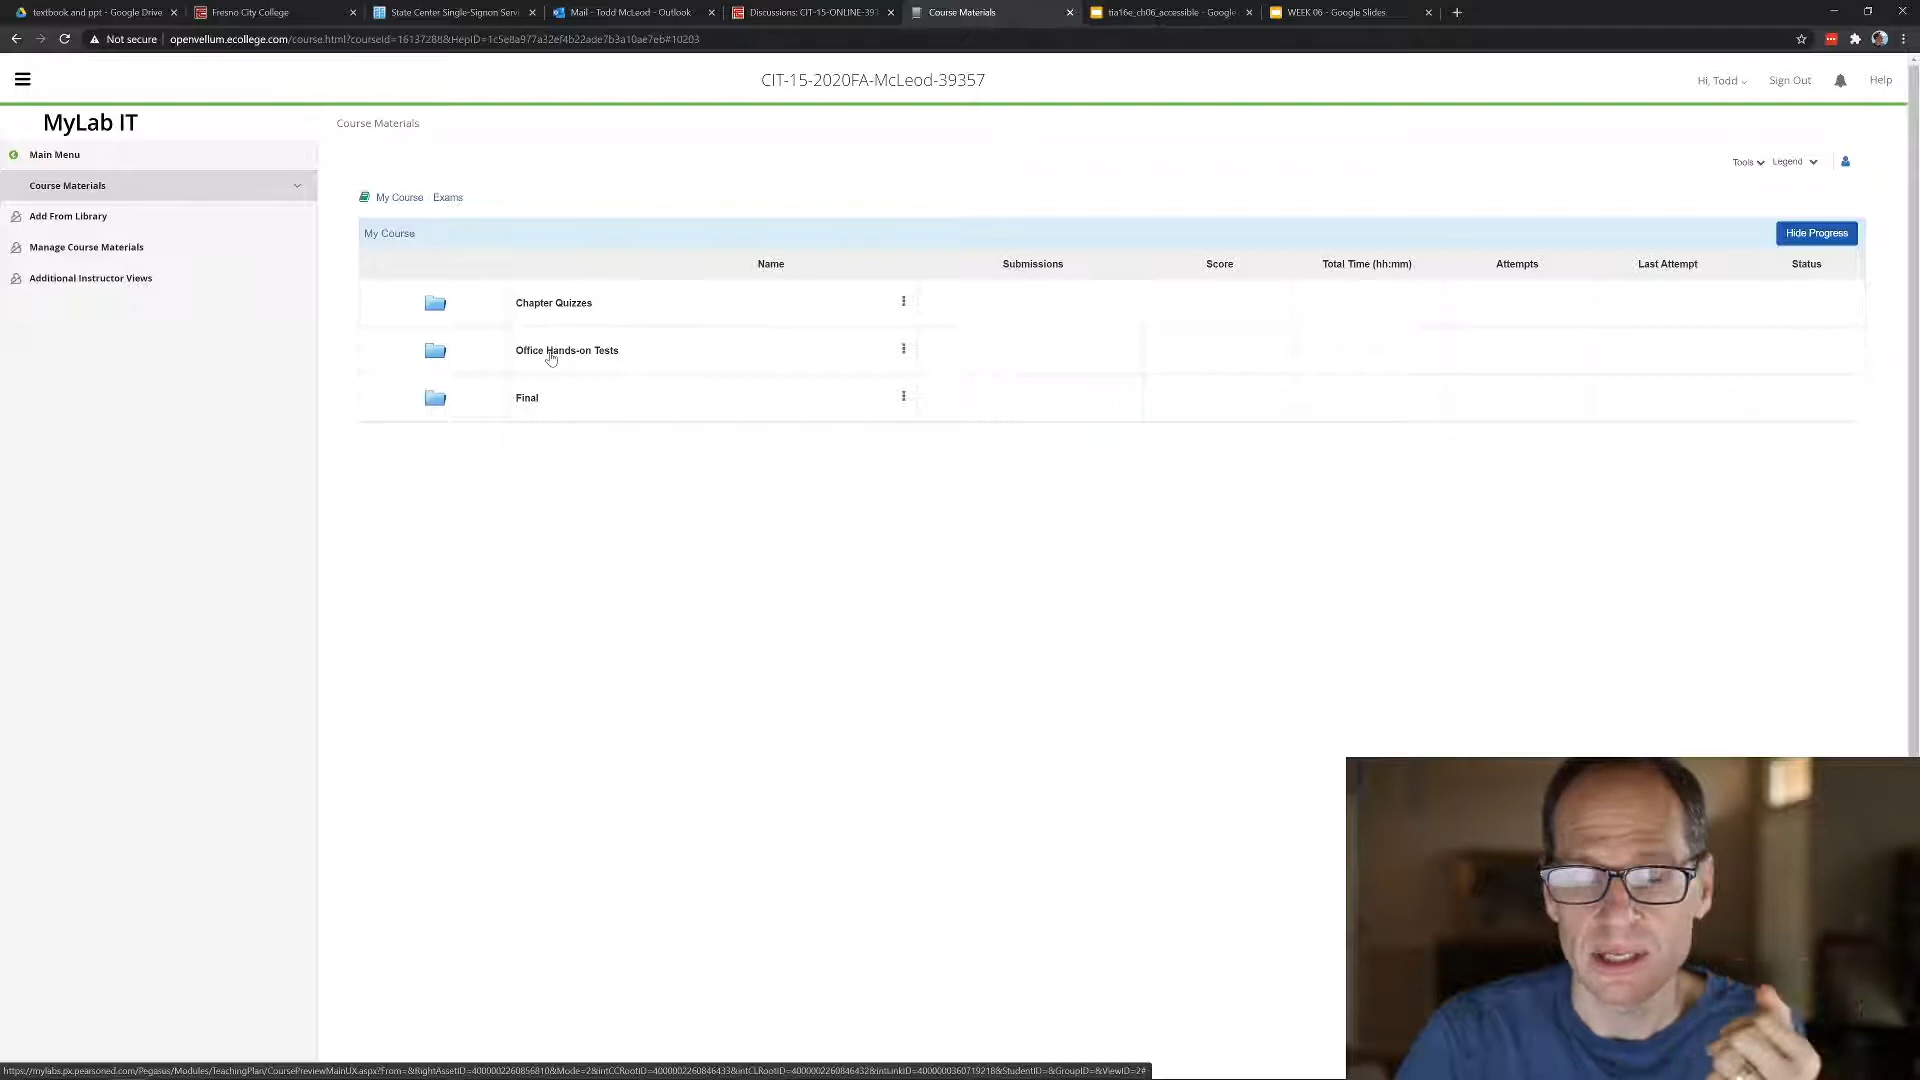 textbook and ppt - Google Drive
Fresno City College
State Center Single-Signon Servi
Mail - Todd McLeod - Outlook
Discussions: CIT-15-ONLINE-393
Course Materials
tia16e_ch06_accessible - Google
WEEK 06 - Google Slides
Not secure
openvellum.ecollege.com/course.html?courseId=16137288&HepID=1c5e8a977a32ef4b22ade7b3a10ae7eb#10203
CIT-15-2020FA-McLeod-39357
Hi, Todd
Sign Out
Help
MyLab IT
Main Menu
Course Materials
Add From Library
Manage Course Materials
Additional Instructor Views
Course Materials
Tools
Legend
My Course Exams
My Course
Hide Progress
Name Submissions Score Total Time (hh:mm) Attempts Last Attempt Status
Chapter Quizzes
Office Hands-on Tests
Final
https://mylabs.px.pearsoned.com/Pegasus/Modules/TeachingPlan/CoursePreviewMainUX.aspx?From=&RightAssetID=4000002260856810&Mode=2&intCCRootID=4000002260846433&intCLRootID=4000002260846432&intLinkID=4000000360719218&StudentID=&GroupID=&ViewID=2#